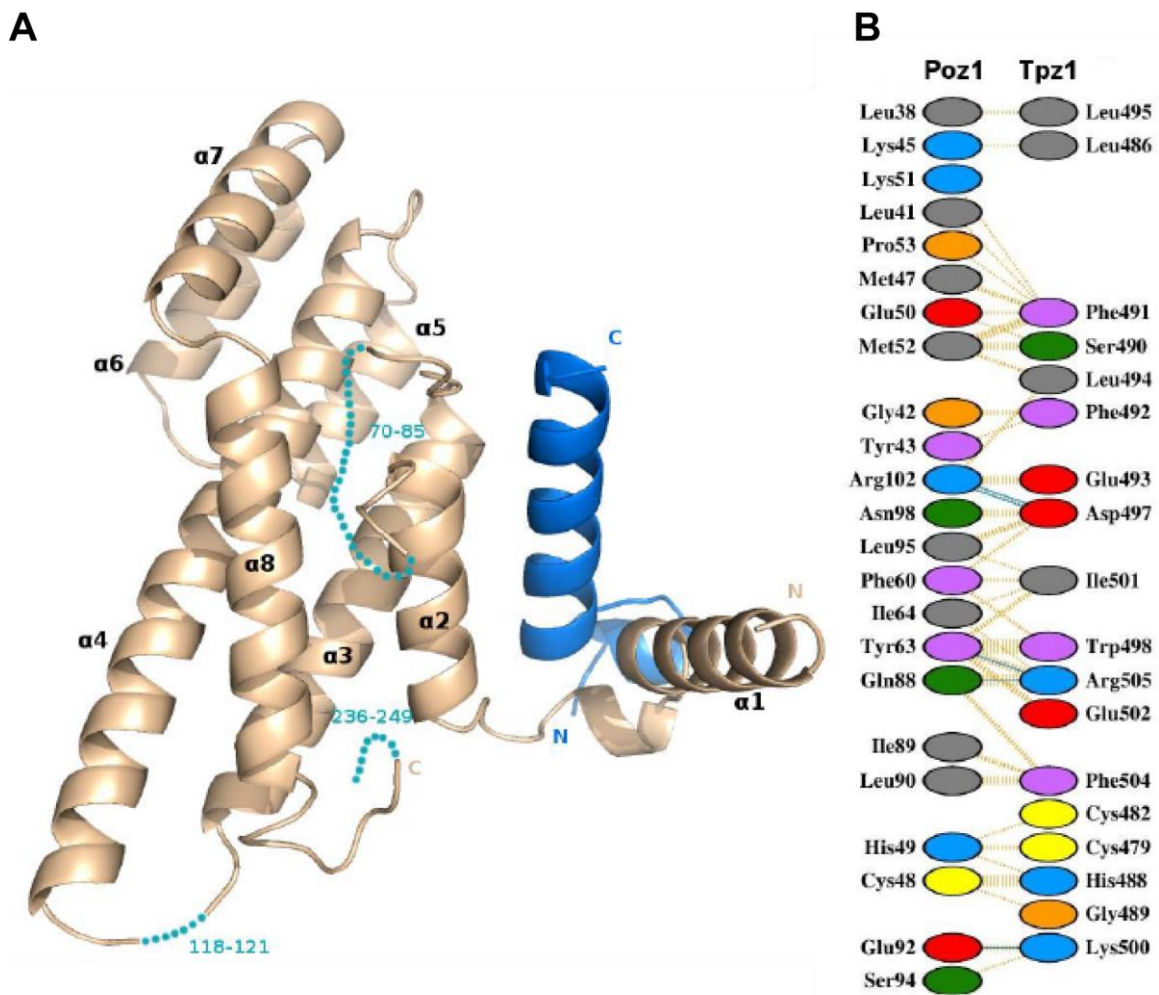 A
B
Poz1 Tpz1
Leu38 Leu495
Lys45 Leu486
Lys51
Leu41
Pro53
Met47
Glu50 Phe491
Met52 Ser490
Leu494
Gly42 Phe492
Tyr43
Arg102 Glu493
Asn98 Asp497
Leu95
Phe60 Ile501
Ile64
Tyr63 Trp498
Gln88 Arg505
Glu502
Ile89
Leu90 Phe504
Cys482
His49 Cys479
Cys48 His488
Gly489
Glu92 Lys500
Ser94
α7
α5
C
α6
70-85
α8
N
α2
α4
α3
α1
236-249
N
C
118-121